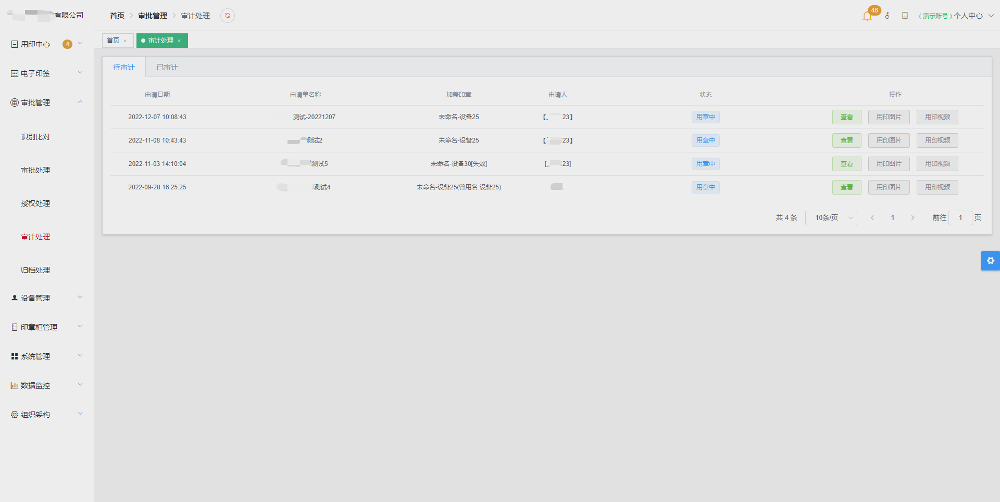 有限公司
首页 审批管理 审计处理
46
(演示账号) 个人中心
首页 ×
审计处理 ×
用印中心 4
电子印签
审批管理
识别比对
审批处理
授权处理
审计处理
归档处理
设备管理
印章柜管理
系统管理
数据监控
组织架构
待审计 已审计
申请日期 申请单名称 加盖印章 申请人 状态 操作
2022-12-07 10:08:43 测试-20221207 未命名-设备25 【 23】 用章中 查看 用印图片 用印视频
2022-11-08 10:43:43 测试2 未命名-设备25 【 23】 用章中 查看 用印图片 用印视频
2022-11-03 14:10:04 测试5 未命名-设备30[失效] [ 23] 用章中 查看 用印图片 用印视频
2022-09-28 16:25:25 测试4 未命名-设备25(曾用名:设备25) 用章中 查看 用印图片 用印视频
共 4 条 10条/页 1 前往 1 页